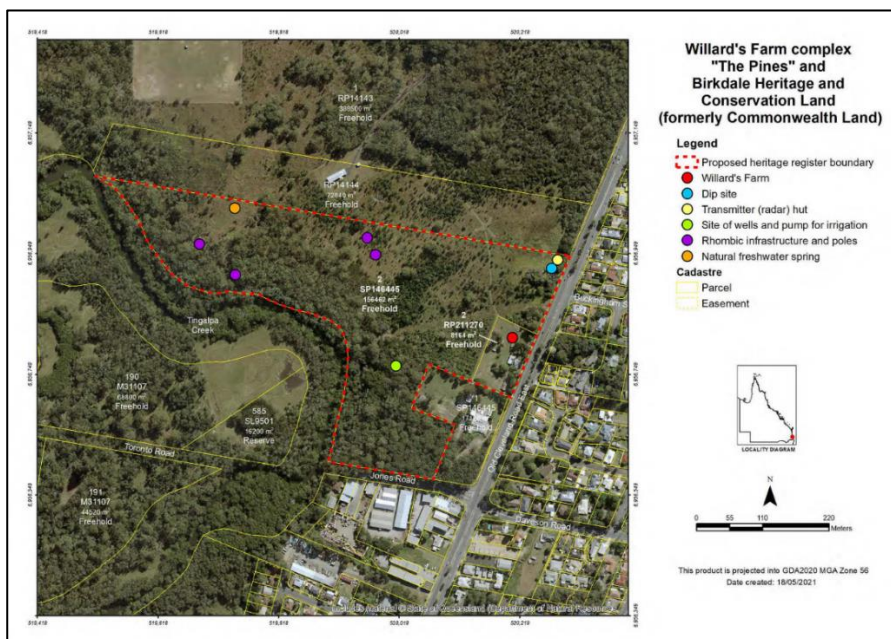 Willard's Farm complex
"The Pines" and
Birkdale Heritage and
Conservation Land
(formerly Commonwealth Land)
Legend
Proposed heritage register boundary
Willard's Farm
Dip site
Transmitter (radar) hut
Site of wells and pump for irrigation
Rhombic infrastructure and poles
Natural freshwater spring
Cadastre
Parcel
Easement
LOCALITY DIAGRAM
N
0 55 110 220
Meters
This product is projected into GDA2020 MGA Zone 56
Date created: 18/05/2021
RP14143
Freehold
RP14144
Freehold
2
SP146445
156462 m²
Freehold
2
RP211270
Freehold
Tingalpa
Creek
190
M31107
Freehold
585
SL9501
Reserve
Toronto Road
191
M31107
Freehold
Jones Road
Old Cleveland Road East